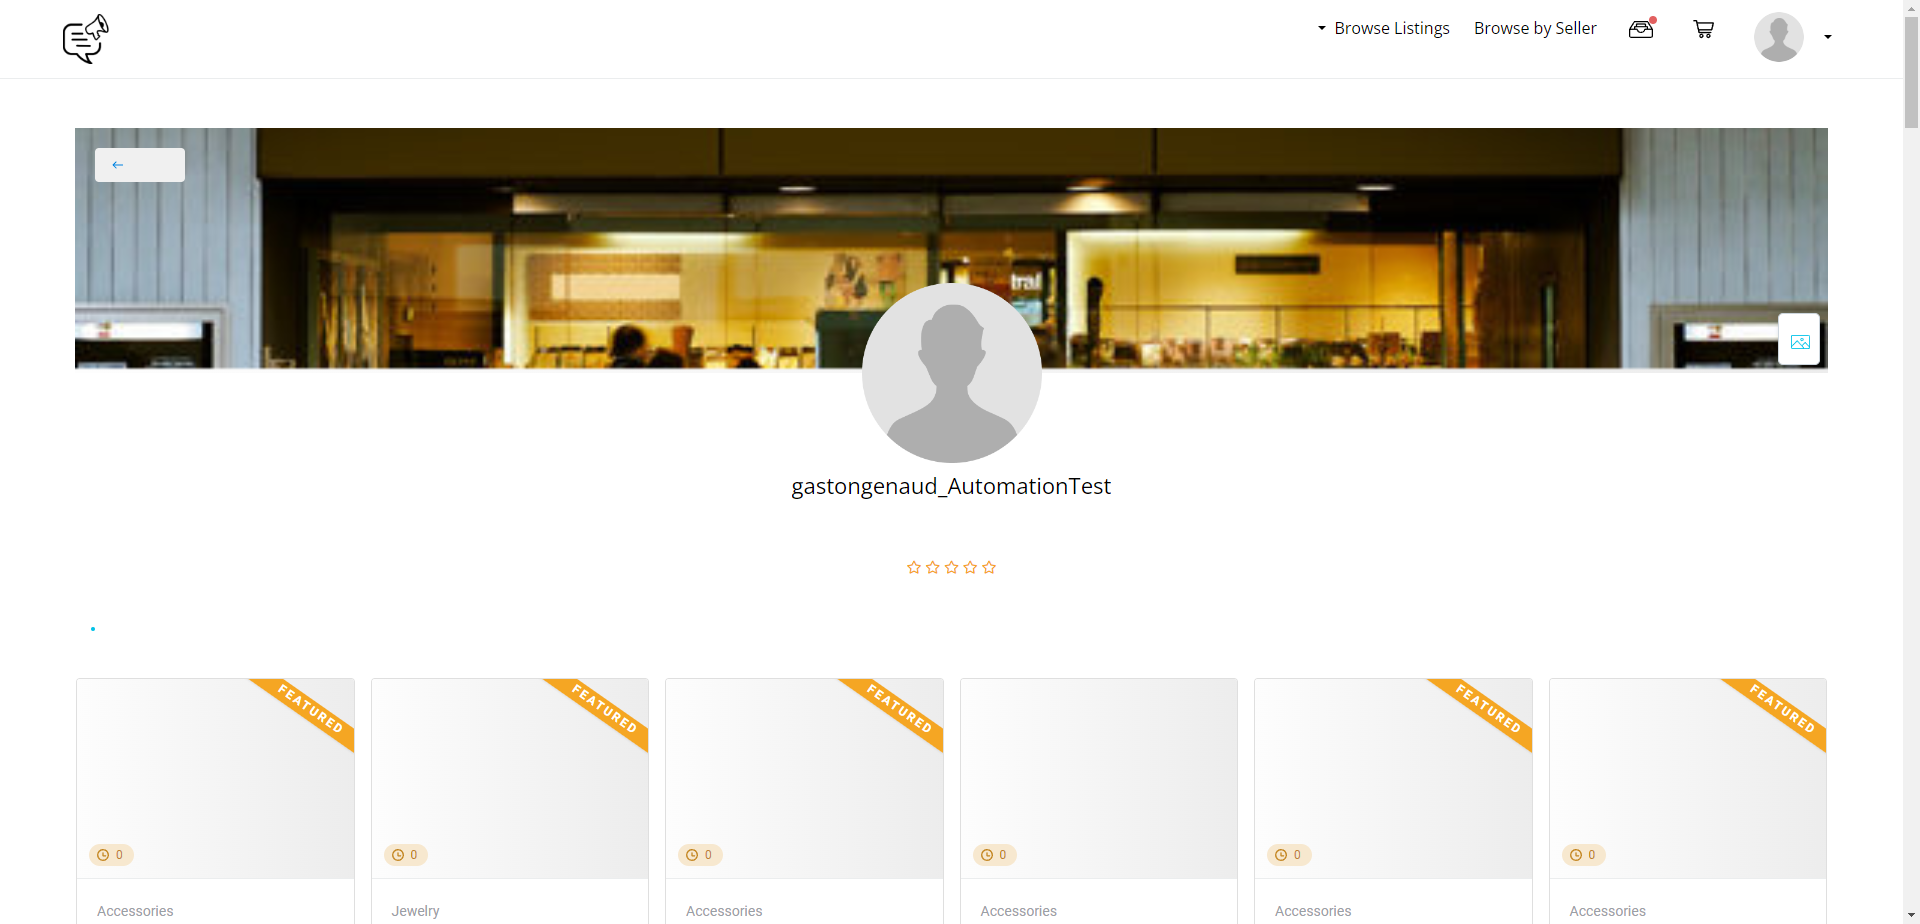 Browse Listings
Browse by Seller
tral
gastongenaud_AutomationTest
FEATURED
FEATURED
FEATURED
FEATURED
FEATURED
0
0
0
0
0
0
Accessories
Jewelry
Accessories
Accessories
Accessories
Accessories